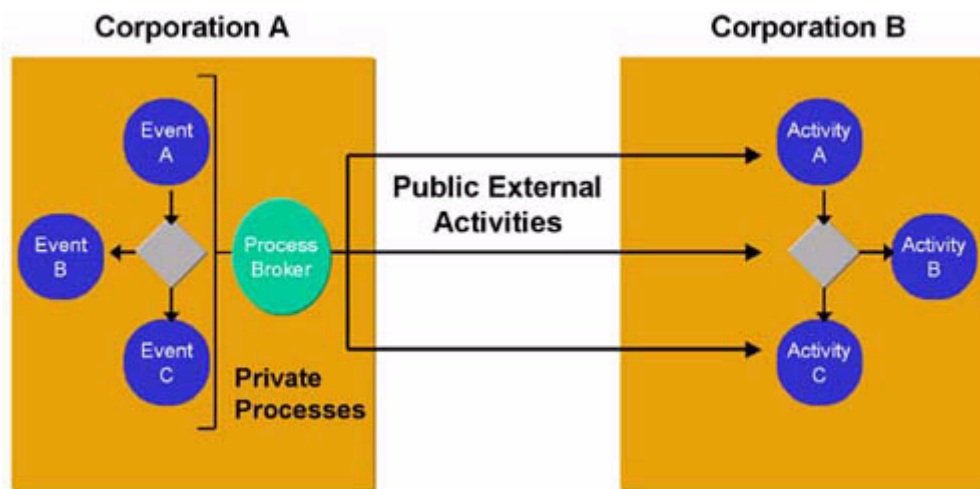 Corporation A
Corporation B
Event
A
Event
B
Event
C
Process
Broker
Private
Processes
Public External
Activities
Activity
A
Activity
B
Activity
C